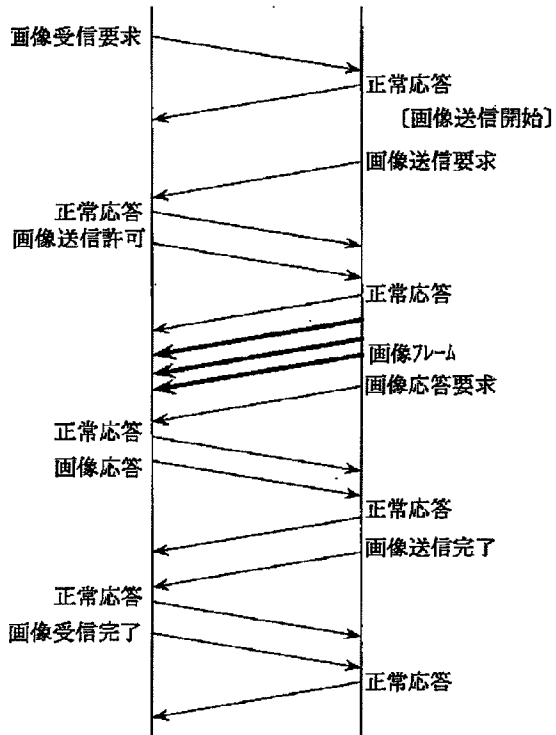 画像受信要求
正常応答
〔画像送信開始〕
画像送信要求
正常応答
画像送信許可
正常応答
画像フレーム
画像応答要求
正常応答
画像応答
正常応答
画像送信完了
正常応答
画像受信完了
正常応答